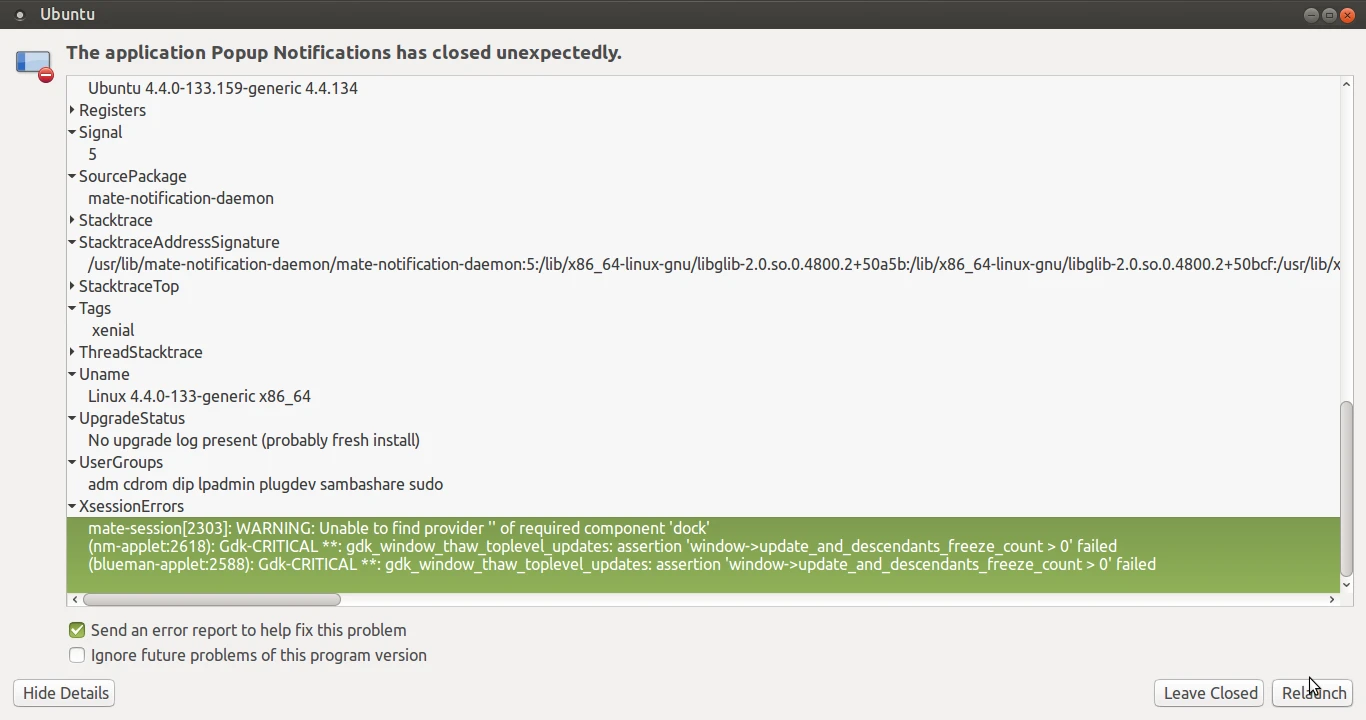 Ubuntu
The application Popup Notifications has closed unexpectedly.
Ubuntu 4.4.0-133.159-generic 4.4.134
Registers
Signal
5
SourcePackage
mate-notification-daemon
Stacktrace
StacktraceAddressSignature
/usr/lib/mate-notification-daemon/mate-notification-daemon:5:/lib/x86_64-linux-gnu/libglib-2.0.so.0.4800.2+50a5b:/lib/x86_64-linux-gnu/libglib-2.0.so.0.4800.2+50bcf:/usr/lib/x
StacktraceTop
Tags
xenial
ThreadStacktrace
Uname
Linux 4.4.0-133-generic x86_64
UpgradeStatus
No upgrade log present (probably fresh install)
UserGroups
adm cdrom dip lpadmin plugdev sambashare sudo
XsessionErrors
mate-session[2303]: WARNING: Unable to find provider '' of required component 'dock'
(nm-applet:2618): Gdk-CRITICAL **: gdk_window_thaw_toplevel_updates: assertion 'window->update_and_descendants_freeze_count > 0' failed
(blueman-applet:2588): Gdk-CRITICAL **: gdk_window_thaw_toplevel_updates: assertion 'window->update_and_descendants_freeze_count > 0' failed
Send an error report to help fix this problem
Ignore future problems of this program version
Hide Details
Leave Closed
Relaunch